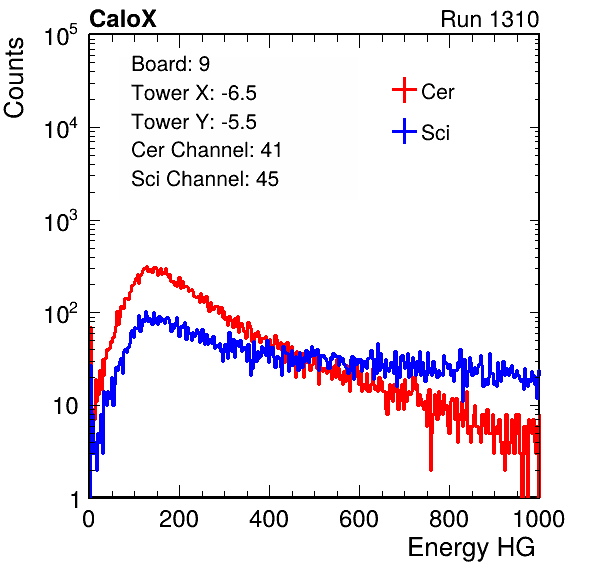 CaloX Run 1310
Counts
10^5
10^4
10^3
10^2
10
1
Board: 9
Tower X: -6.5
Tower Y: -5.5
Cer Channel: 41
Sci Channel: 45
Cer
Sci
0 200 400 600 800 1000
Energy HG